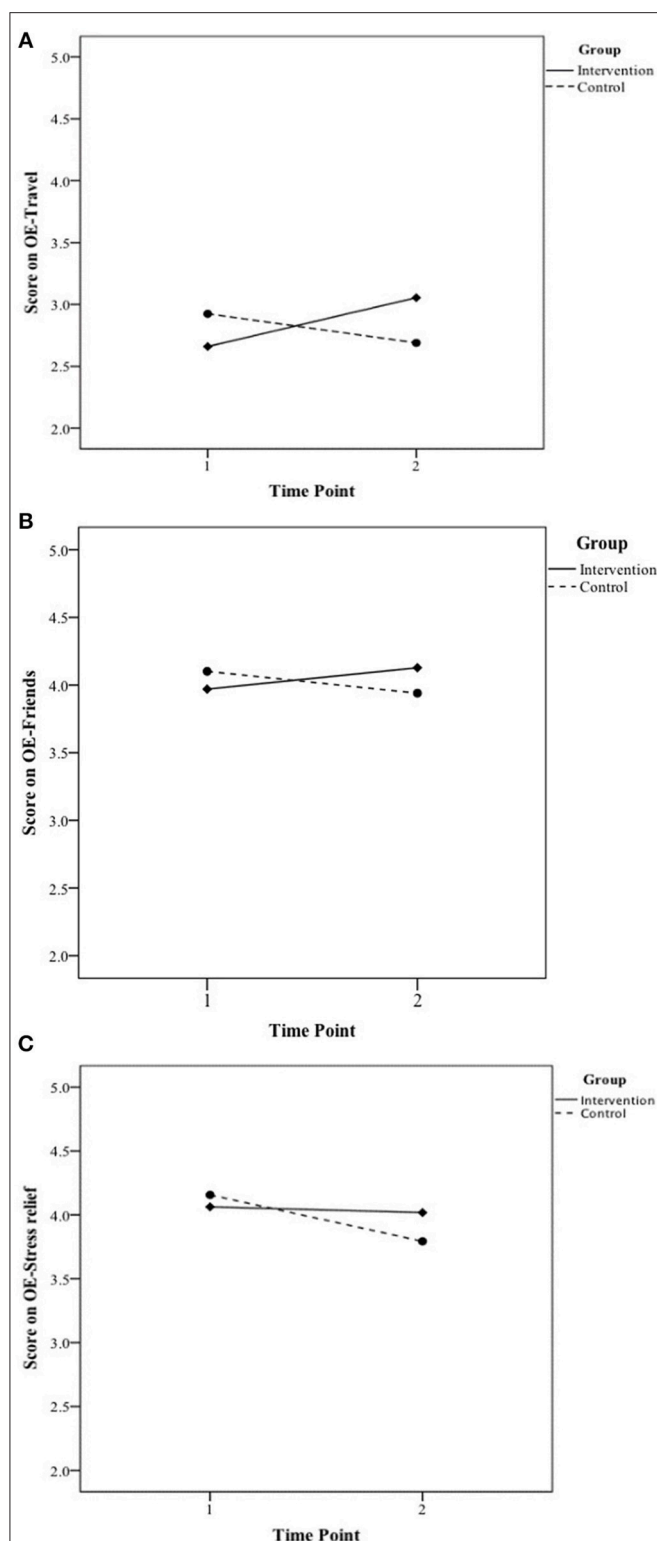 A
Group
Intervention
Control
5.0
4.5
4.0
3.5
3.0
2.5
2.0
Score on OE-Travel
1 2
Time Point
B
Group
Intervention
Control
5.0
4.5
4.0
3.5
3.0
2.5
2.0
Score on OE-Friends
1 2
Time Point
C
Group
Intervention
Control
5.0
4.5
4.0
3.5
3.0
2.5
2.0
Score on OE-Stress relief
1 2
Time Point